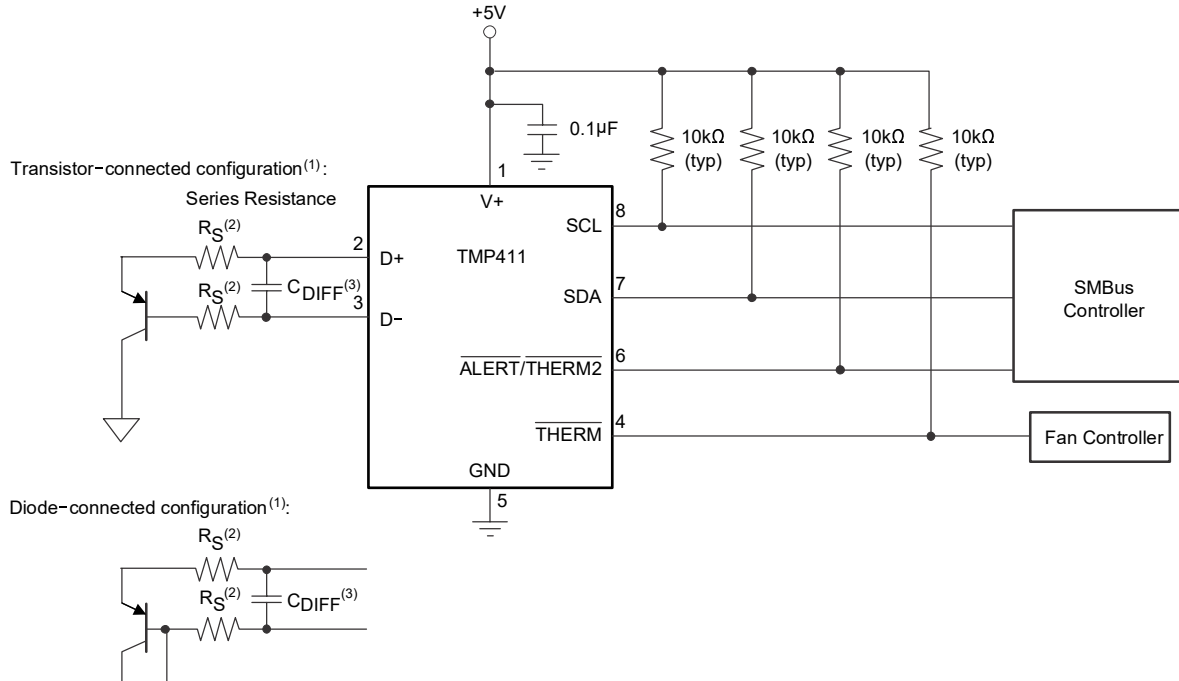 +5V
0.1µF
10kΩ
(typ)
10kΩ
(typ)
10kΩ
(typ)
10kΩ
(typ)
Transistor−connected configuration(1):
Series Resistance
RS(2)
RS(2)
CDIFF(3)
1
V+
2
D+
3
D−
TMP411
SCL
8
SDA
7
ALERT/THERM2
6
THERM
4
GND
5
SMBus
Controller
Fan Controller
Diode−connected configuration(1):
RS(2)
RS(2)
CDIFF(3)